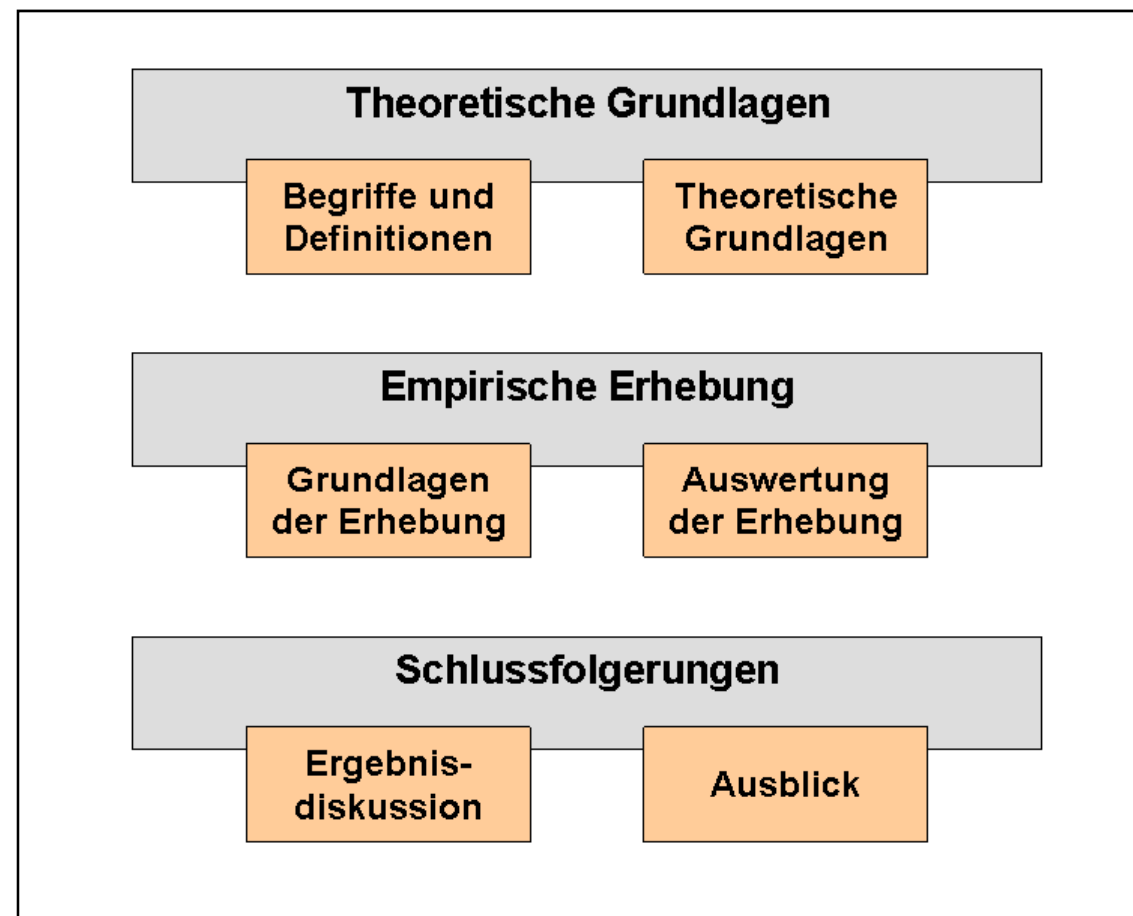 Theoretische Grundlagen
Begriffe und
Definitionen
Theoretische
Grundlagen
Empirische Erhebung
Grundlagen
der Erhebung
Auswertung
der Erhebung
Schlussfolgerungen
Ergebnis-
diskussion
Ausblick